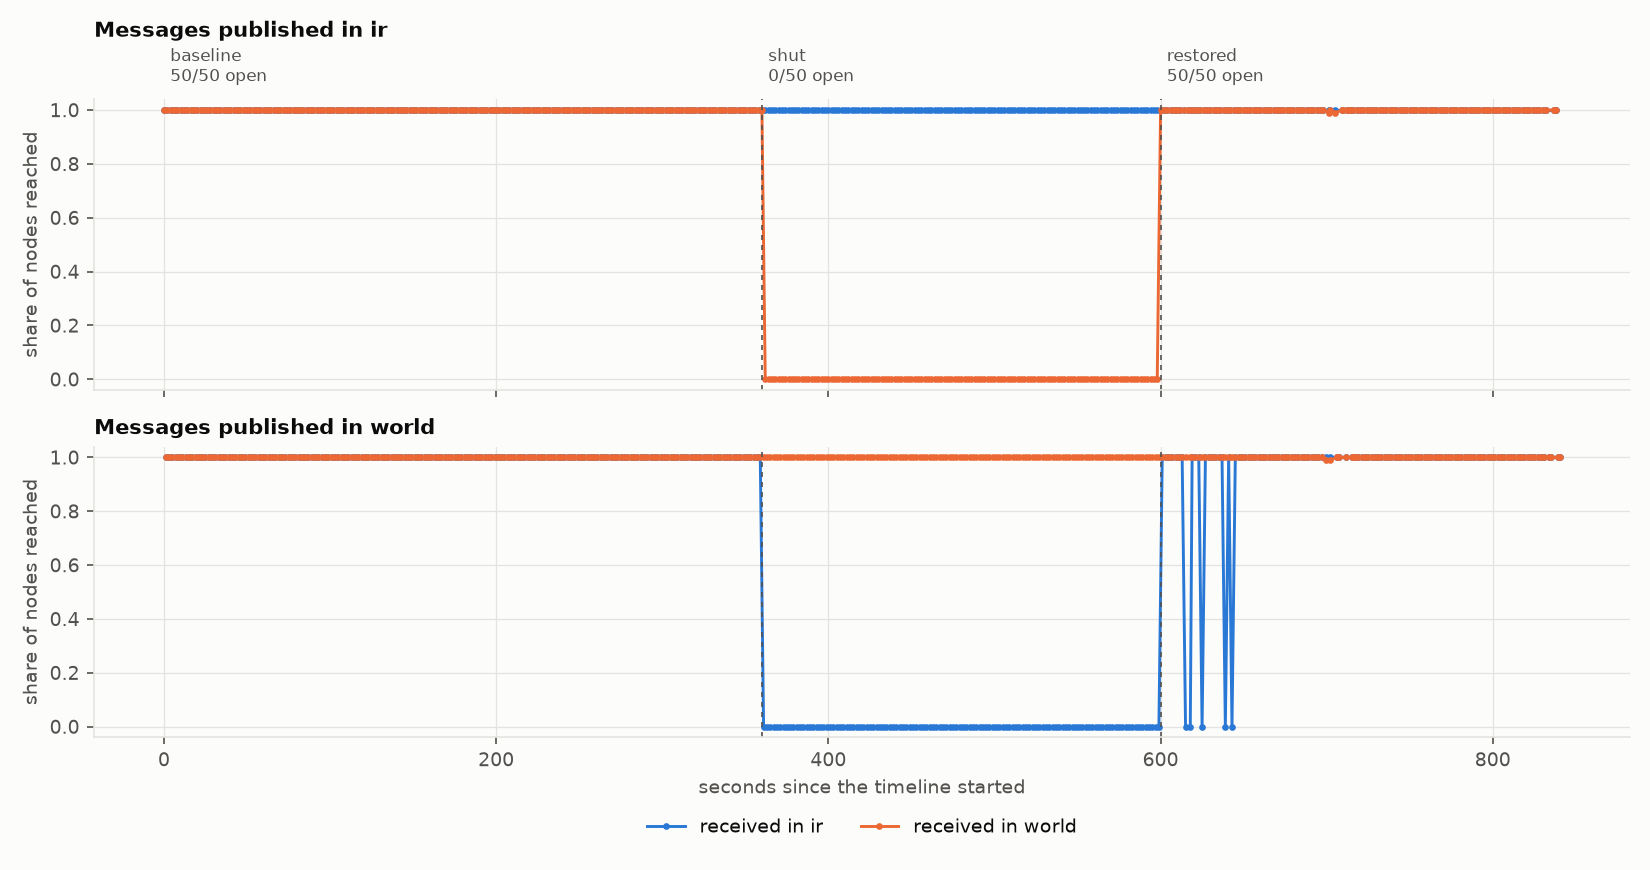 Messages published in ir
baseline
50/50 open
shut
0/50 open
restored
50/50 open
share of nodes reached
1.0
0.8
0.6
0.4
0.2
0.0
Messages published in world
share of nodes reached
1.0
0.8
0.6
0.4
0.2
0.0
0 200 400 600 800
seconds since the timeline started
received in ir received in world